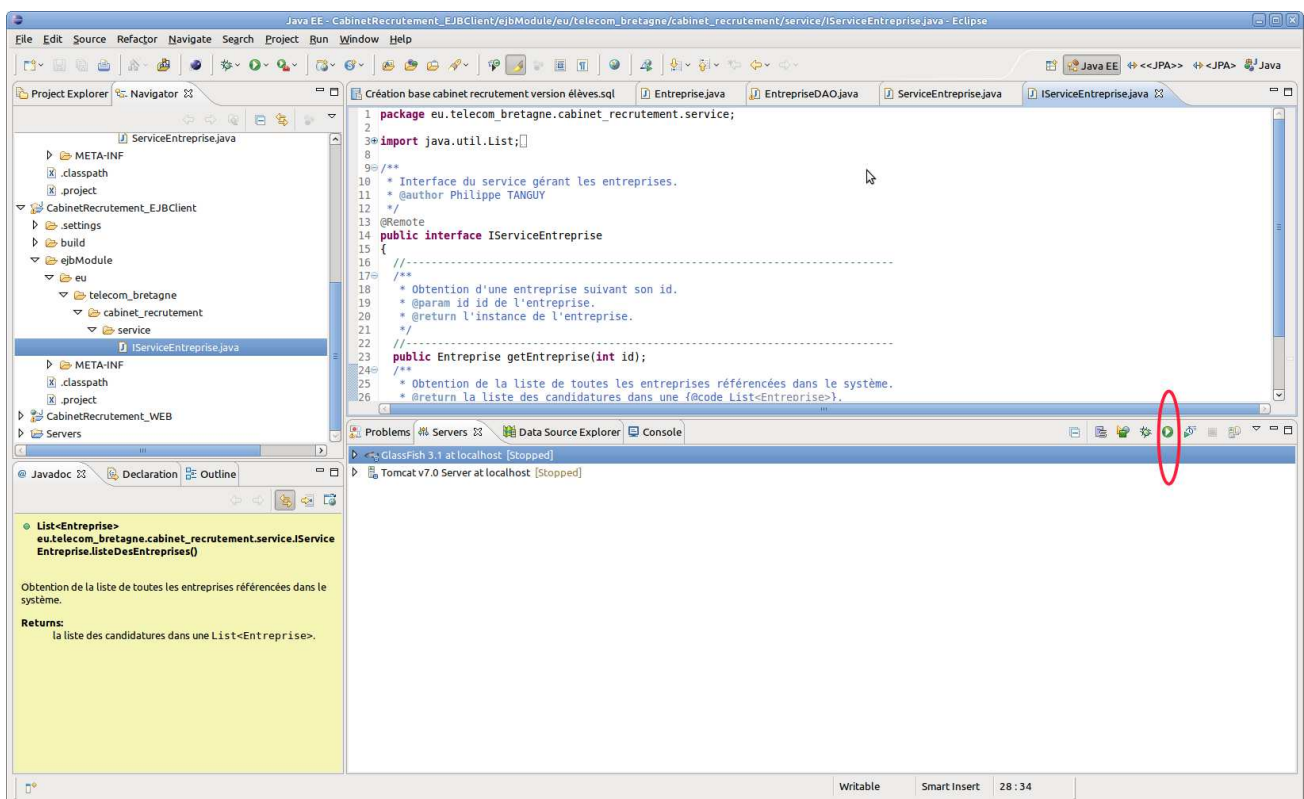 Java EE - CabinetRecrutement_EJBClient/ejbModule/eu/telecom_bretagne/cabinet_recrutement/service/IServiceEntreprise.java - Eclipse
File Edit Source Refactor Navigate Search Project Run Window Help
Java EE <<JPA>> <JPA> Java
Project Explorer Navigator
ServiceEntreprise.java
META-INF
.classpath
.project
CabinetRecrutement_EJBClient
.settings
build
ejbModule
eu
telecom_bretagne
cabinet_recrutement
service
IServiceEntreprise.java
META-INF
.classpath
.project
CabinetRecrutement_WEB
Servers
Création base cabinet recrutement version élèves.sql Entreprise.java EntrepriseDAO.java ServiceEntreprise.java IServiceEntreprise.java
1 package eu.telecom_bretagne.cabinet_recrutement.service;
2
3 import java.util.List;
8
9 /**
10 * Interface du service gérant les entreprises.
11 * @author Philippe TANGUY
12 */
13 @Remote
14 public interface IServiceEntreprise
15 {
16 //-----------------------------------------------------------------------------
17 /**
18 * Obtention d'une entreprise suivant son id.
19 * @param id id de l'entreprise.
20 * @return l'instance de l'entreprise.
21 */
22 //-----------------------------------------------------------------------------
23 public Entreprise getEntreprise(int id);
24 /**
25 * Obtention de la liste de toutes les entreprises référencées dans le système.
26 * @return la liste des candidatures dans une {@code List<Entreprise>}.
Problems Servers Data Source Explorer Console
GlassFish 3.1 at localhost [Stopped]
Tomcat v7.0 Server at localhost [Stopped]
Javadoc Declaration Outline
List<Entreprise>
eu.telecom_bretagne.cabinet_recrutement.service.IService
Entreprise.listeDesEntreprises()
Obtention de la liste de toutes les entreprises référencées dans le
système.
Returns:
la liste des candidatures dans une List<Entreprise>.
Writable Smart Insert 28 : 34